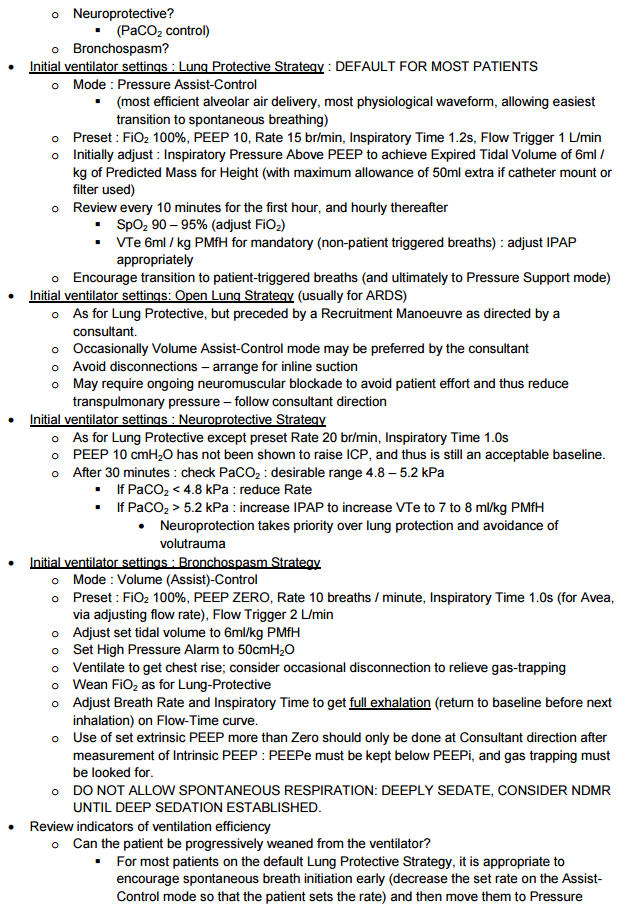 o Neuroprotective?
▪ (PaCO₂ control)
o Bronchospasm?
• Initial ventilator settings : Lung Protective Strategy : DEFAULT FOR MOST PATIENTS
o Mode : Pressure Assist-Control
▪ (most efficient alveolar air delivery, most physiological waveform, allowing easiest
transition to spontaneous breathing)
o Preset : FiO₂ 100%, PEEP 10, Rate 15 br/min, Inspiratory Time 1.2s, Flow Trigger 1 L/min
o Initially adjust : Inspiratory Pressure Above PEEP to achieve Expired Tidal Volume of 6ml /
kg of Predicted Mass for Height (with maximum allowance of 50ml extra if catheter mount or
filter used)
o Review every 10 minutes for the first hour, and hourly thereafter
▪ SpO₂ 90 – 95% (adjust FiO₂)
▪ VTe 6ml / kg PMfH for mandatory (non-patient triggered breaths) : adjust IPAP
appropriately
o Encourage transition to patient-triggered breaths (and ultimately to Pressure Support mode)
• Initial ventilator settings: Open Lung Strategy (usually for ARDS)
o As for Lung Protective, but preceded by a Recruitment Manoeuvre as directed by a
consultant.
o Occasionally Volume Assist-Control mode may be preferred by the consultant
o Avoid disconnections – arrange for inline suction
o May require ongoing neuromuscular blockade to avoid patient effort and thus reduce
transpulmonary pressure – follow consultant direction
• Initial ventilator settings : Neuroprotective Strategy
o As for Lung Protective except preset Rate 20 br/min, Inspiratory Time 1.0s
o PEEP 10 cmH₂O has not been shown to raise ICP, and thus is still an acceptable baseline.
o After 30 minutes : check PaCO₂ : desirable range 4.8 – 5.2 kPa
▪ If PaCO₂ < 4.8 kPa : reduce Rate
▪ If PaCO₂ > 5.2 kPa : increase IPAP to increase VTe to 7 to 8 ml/kg PMfH
• Neuroprotection takes priority over lung protection and avoidance of
volutrauma
• Initial ventilator settings : Bronchospasm Strategy
o Mode : Volume (Assist)-Control
o Preset : FiO₂ 100%, PEEP ZERO, Rate 10 breaths / minute, Inspiratory Time 1.0s (for Avea,
via adjusting flow rate), Flow Trigger 2 L/min
o Adjust set tidal volume to 6ml/kg PMfH
o Set High Pressure Alarm to 50cmH₂O
o Ventilate to get chest rise; consider occasional disconnection to relieve gas-trapping
o Wean FiO₂ as for Lung-Protective
o Adjust Breath Rate and Inspiratory Time to get full exhalation (return to baseline before next
inhalation) on Flow-Time curve.
o Use of set extrinsic PEEP more than Zero should only be done at Consultant direction after
measurement of Intrinsic PEEP : PEEPe must be kept below PEEPi, and gas trapping must
be looked for.
o DO NOT ALLOW SPONTANEOUS RESPIRATION: DEEPLY SEDATE, CONSIDER NDMR
UNTIL DEEP SEDATION ESTABLISHED.
• Review indicators of ventilation efficiency
o Can the patient be progressively weaned from the ventilator?
▪ For most patients on the default Lung Protective Strategy, it is appropriate to
encourage spontaneous breath initiation early (decrease the set rate on the Assist-
Control mode so that the patient sets the rate) and then move them to Pressure